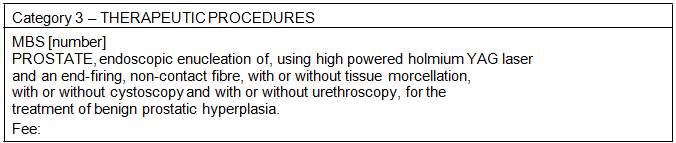 Category 3 – THERAPEUTIC PROCEDURES
MBS [number]
PROSTATE, endoscopic enucleation of, using high powered holmium YAG laser
and an end-firing, non-contact fibre, with or without tissue morcellation,
with or without cystoscopy and with or without urethroscopy, for the
treatment of benign prostatic hyperplasia.
Fee: